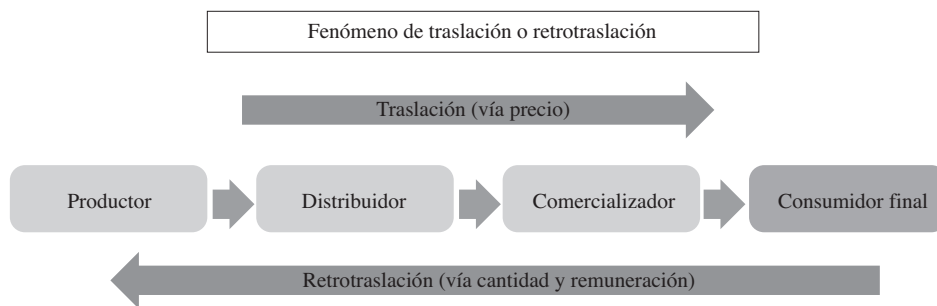 Fenómeno de traslación o retrotraslación
Traslación (vía precio)
Productor
Distribuidor
Comercializador
Consumidor final
Retrotraslación (vía cantidad y remuneración)